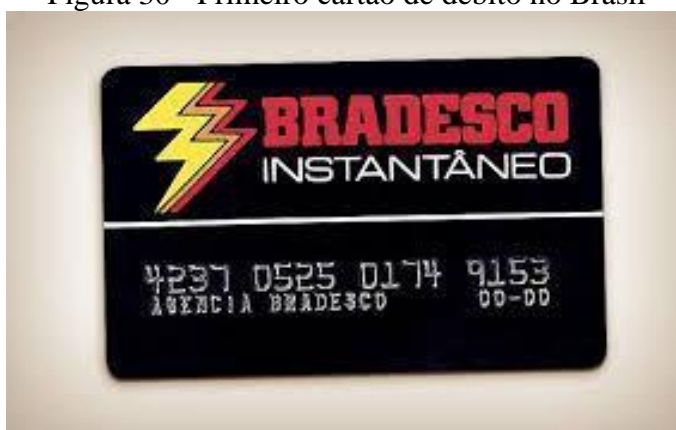 Figura 30 - Primeiro cartão de débito no Brasil
BRADESCO
INSTANTÂNEO
4237 0525 0174 9153
AGENCIA BRADESCO 00-00